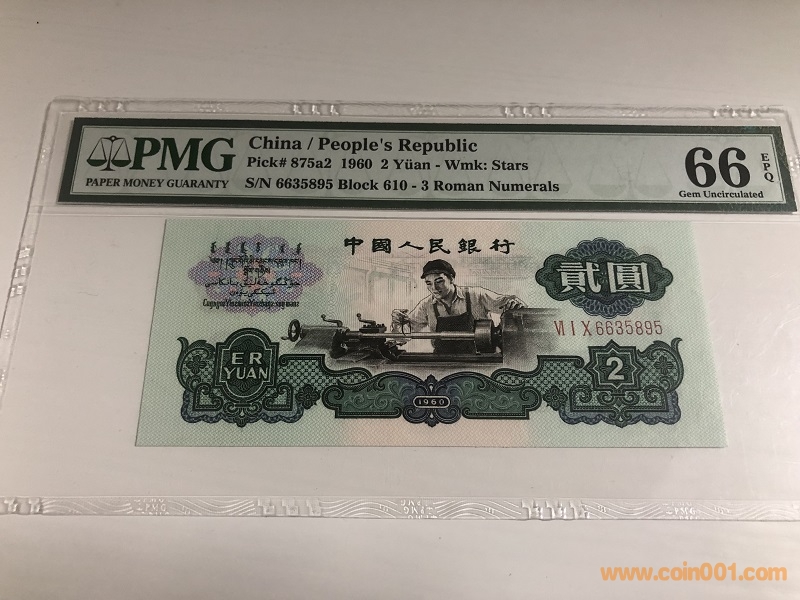 PMG
PAPER MONEY GUARANTY
China / People's Republic
Pick# 875a2 1960 2 Yüan - Wmk: Stars
S/N 6635895 Block 610 - 3 Roman Numerals
66 EPQ
Gem Uncirculated
中國人民銀行
貳圓
VI I X 6635895
ER
YUAN
2
1960
www.coin001.com